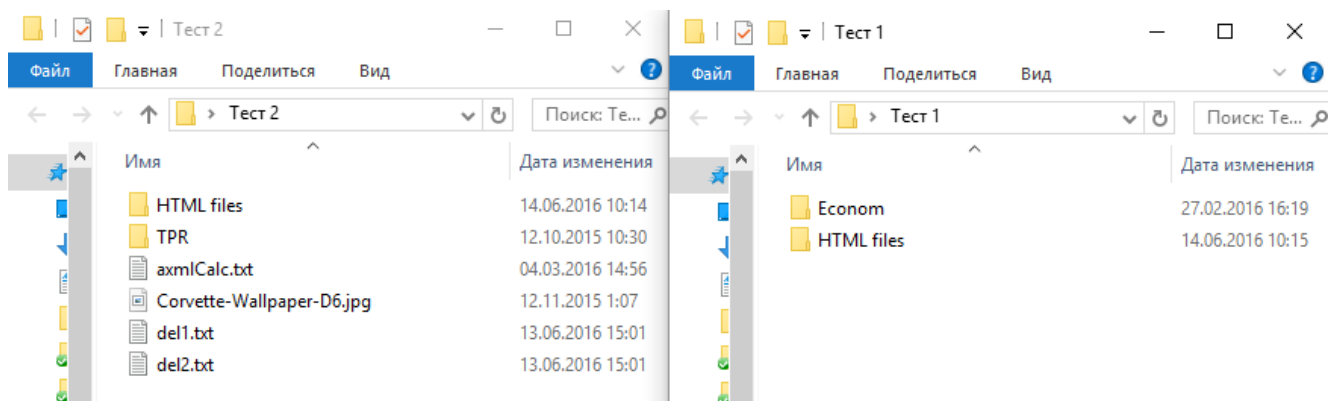 Тест 2
Файл Главная Поделиться Вид
Тест 2 Поиск: Те...
Имя Дата изменения
HTML files 14.06.2016 10:14
TPR 12.10.2015 10:30
axmlCalc.txt 04.03.2016 14:56
Corvette-Wallpaper-D6.jpg 12.11.2015 1:07
del1.txt 13.06.2016 15:01
del2.txt 13.06.2016 15:01
Тест 1
Файл Главная Поделиться Вид
Тест 1 Поиск: Те...
Имя Дата изменения
Econom 27.02.2016 16:19
HTML files 14.06.2016 10:15